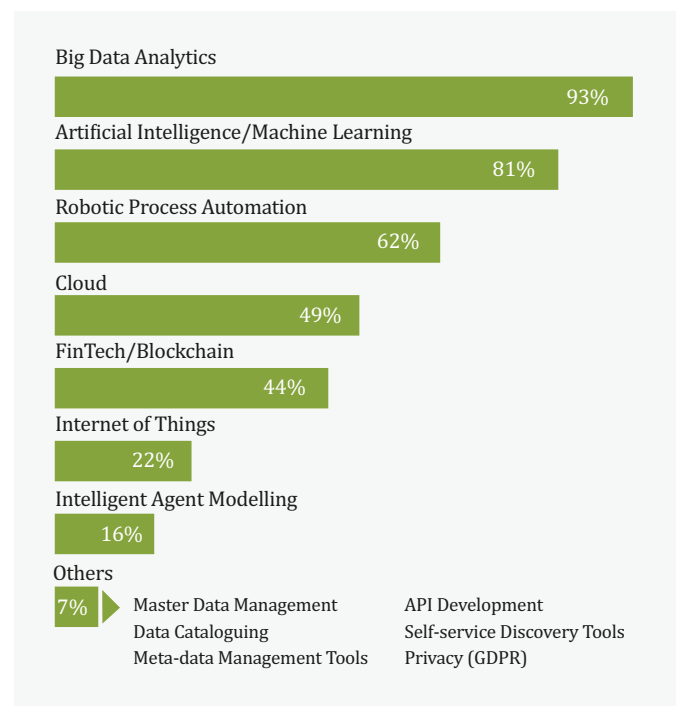 Big Data Analytics
93%
Artificial Intelligence/Machine Learning
81%
Robotic Process Automation
62%
Cloud
49%
FinTech/Blockchain
44%
Internet of Things
22%
Intelligent Agent Modelling
16%
Others
7%
Master Data Management
Data Cataloguing
Meta-data Management Tools
API Development
Self-service Discovery Tools
Privacy (GDPR)